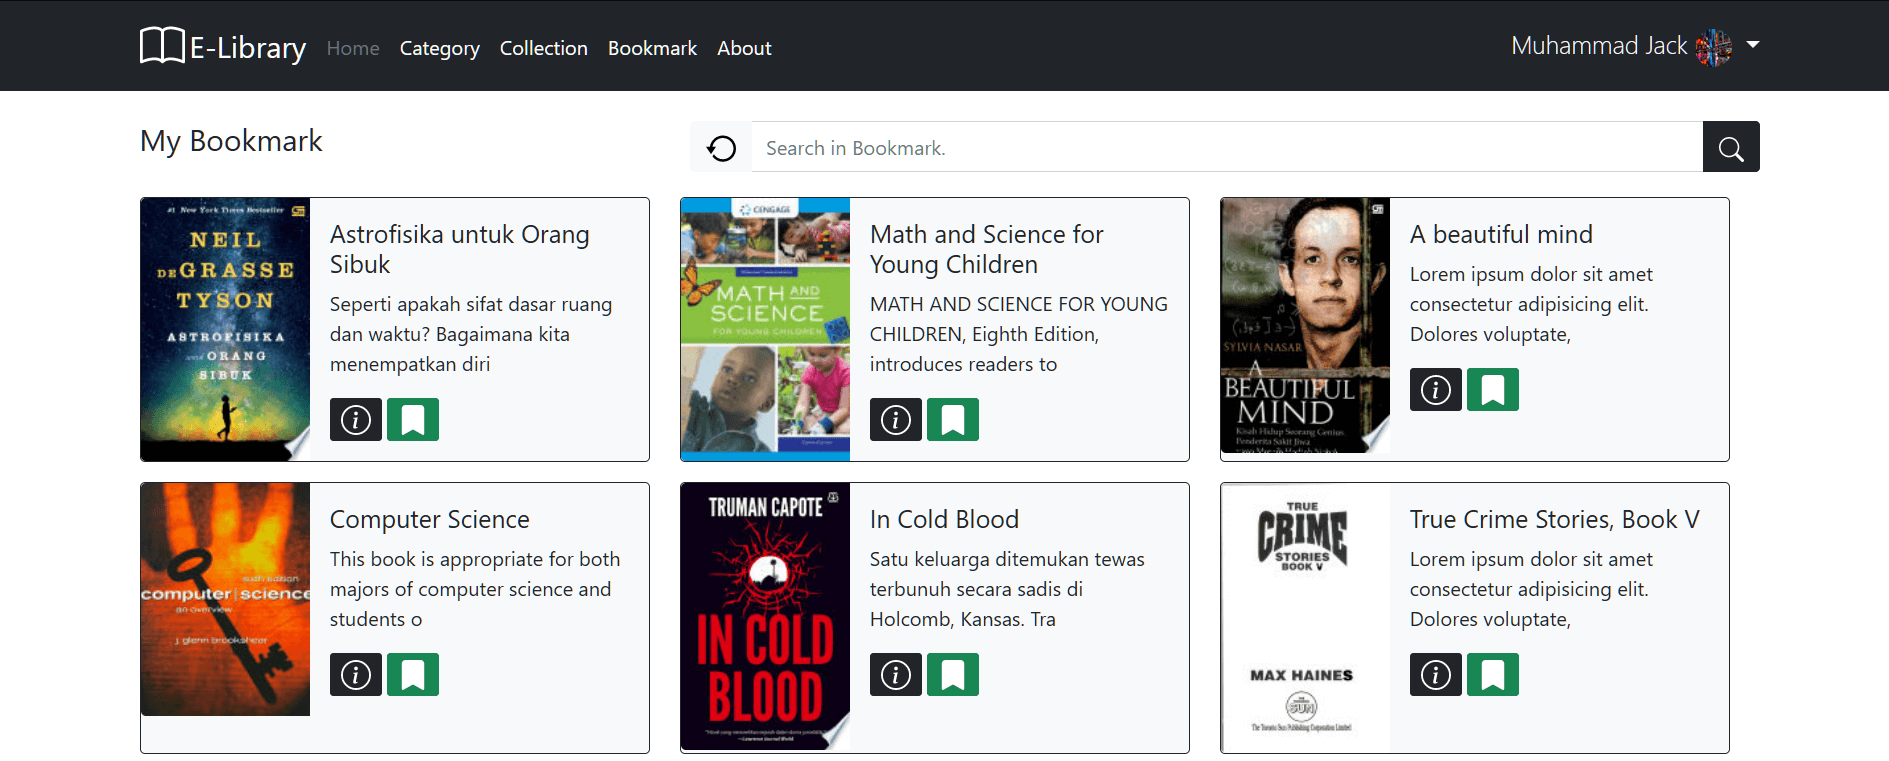 E-Library Home Category Collection Bookmark About Muhammad Jack
My Bookmark
Search in Bookmark.
#1 New York Times Bestseller
NEIL
DEGRASSE
TYSON
ASTROFISIKA
ORANG
SIBUK
Astrofisika untuk Orang
Sibuk
Seperti apakah sifat dasar ruang
dan waktu? Bagaimana kita
menempatkan diri
CENGAGE
MATH AND
SCIENCE
FOR YOUNG CHILDREN
Math and Science for
Young Children
MATH AND SCIENCE FOR YOUNG
CHILDREN, Eighth Edition,
introduces readers to
SYLVIA NASAR
A
BEAUTIFUL
MIND
Kisah Hidup Seorang Genius
Penderita Sakit Jiwa
A beautiful mind
Lorem ipsum dolor sit amet
consectetur adipisicing elit.
Dolores voluptate,
sixth edition
computer science
an overview
j. glenn brookshear
Computer Science
This book is appropriate for both
majors of computer science and
students o
TRUMAN CAPOTE
IN COLD
BLOOD
In Cold Blood
Satu keluarga ditemukan tewas
terbunuh secara sadis di
Holcomb, Kansas. Tra
TRUE
CRIME
STORIES
BOOK V
MAX HAINES
SUN
The Toronto Sun Publishing Corporation Limited
True Crime Stories, Book V
Lorem ipsum dolor sit amet
consectetur adipisicing elit.
Dolores voluptate,